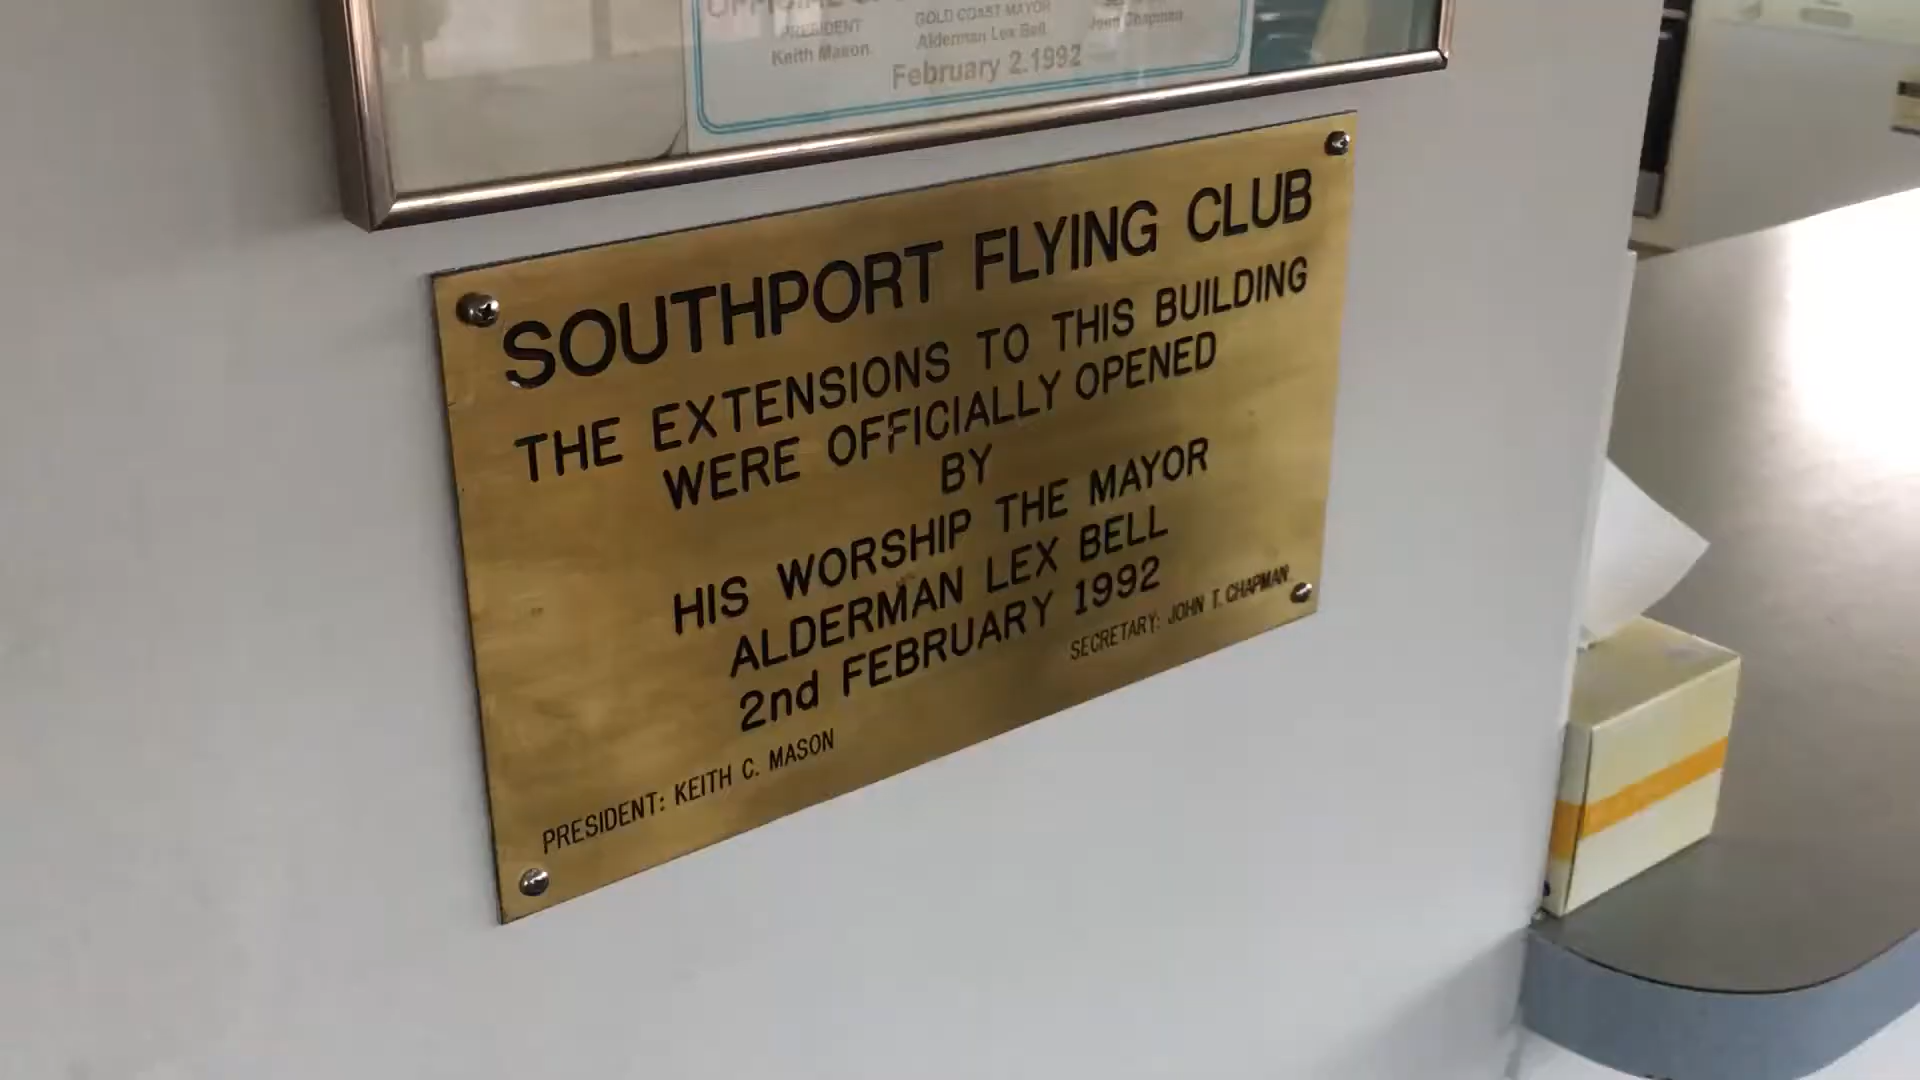 PRESIDENT
Keith Mason
GOLD COAST MAYOR
Alderman Lex Bell
John Chapman
February 2.1992
SOUTHPORT FLYING CLUB
THE EXTENSIONS TO THIS BUILDING
WERE OFFICIALLY OPENED
BY
HIS WORSHIP THE MAYOR
ALDERMAN LEX BELL
2nd FEBRUARY 1992
SECRETARY: JOHN T. CHAPMAN
PRESIDENT: KEITH C. MASON